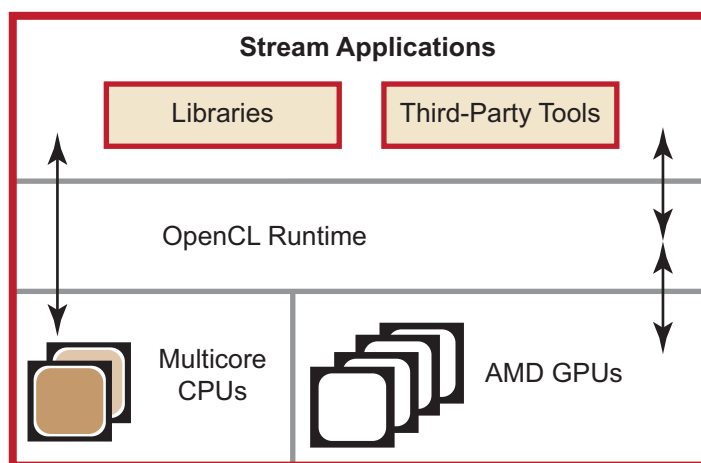 Stream Applications
Libraries
Third-Party Tools
OpenCL Runtime
Multicore
CPUs
AMD GPUs